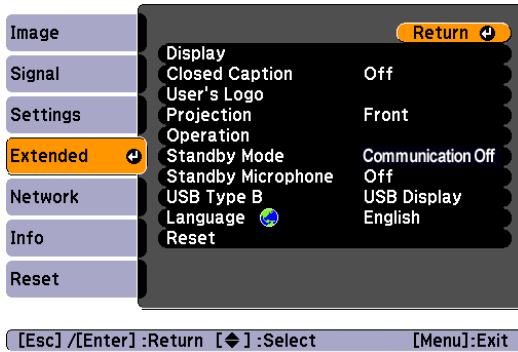 Image
Signal
Settings
Extended
Network
Info
Reset
Return
Display
Closed Caption Off
User's Logo
Projection Front
Operation
Standby Mode Communication Off
Standby Microphone Off
USB Type B USB Display
Language English
Reset
[Esc] /[Enter] :Return [◆] :Select [Menu]:Exit